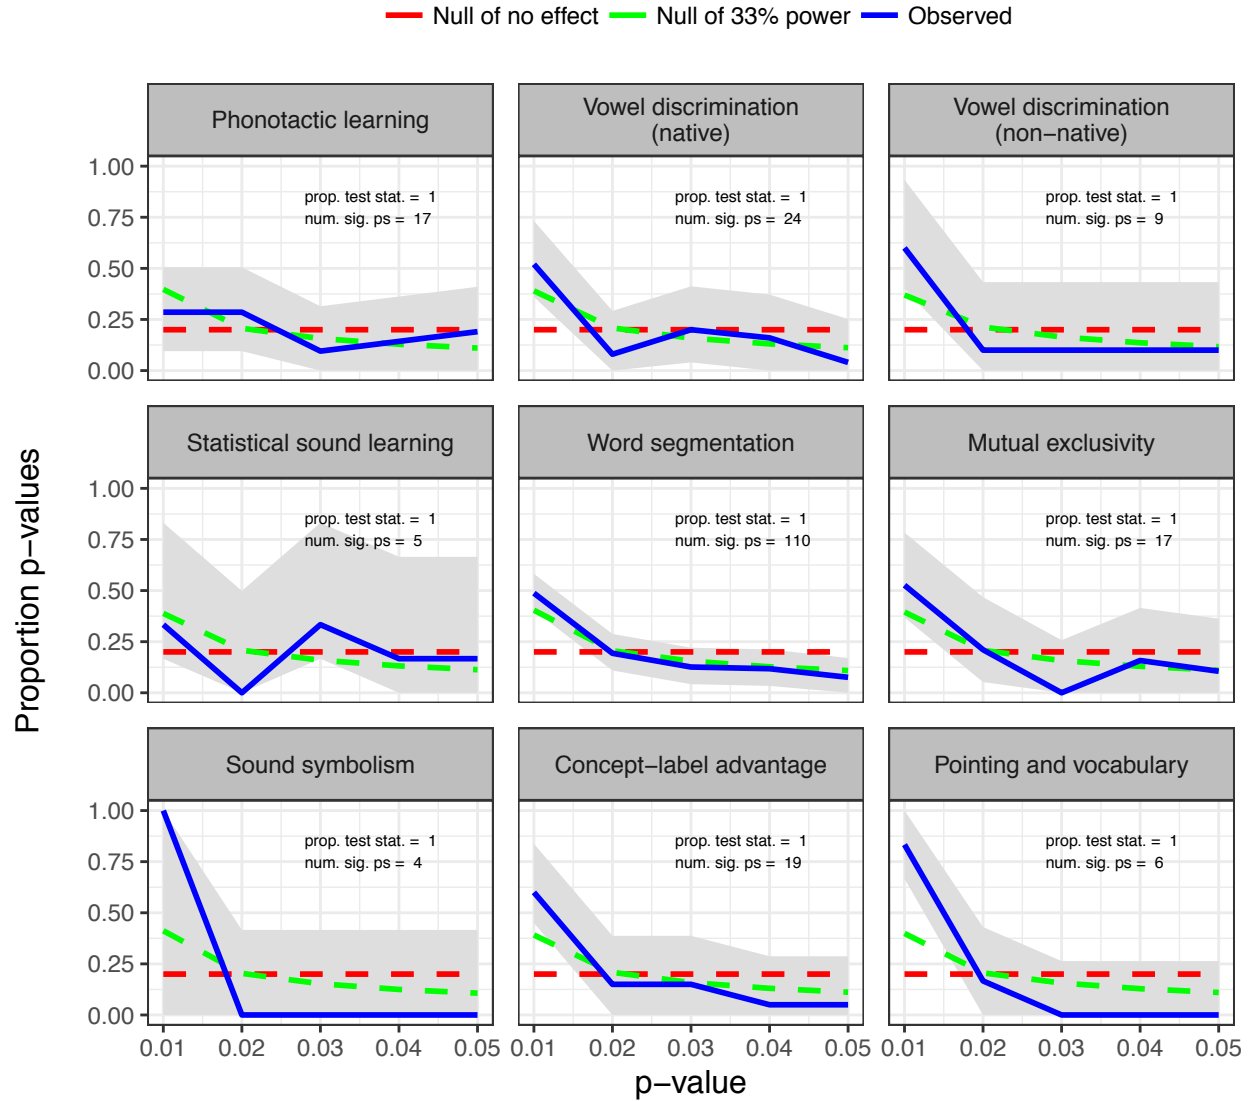 Null of no effect Null of 33% power Observed
Phonotactic learning
Vowel discrimination
(native)
Vowel discrimination
(non−native)
1.00
0.75
0.50
0.25
0.00
prop. test stat. = 1
num. sig. ps = 17
prop. test stat. = 1
num. sig. ps = 24
prop. test stat. = 1
num. sig. ps = 9
Statistical sound learning
Word segmentation
Mutual exclusivity
1.00
0.75
0.50
0.25
0.00
prop. test stat. = 1
num. sig. ps = 5
prop. test stat. = 1
num. sig. ps = 110
prop. test stat. = 1
num. sig. ps = 17
Sound symbolism
Concept−label advantage
Pointing and vocabulary
1.00
0.75
0.50
0.25
0.00
prop. test stat. = 1
num. sig. ps = 4
prop. test stat. = 1
num. sig. ps = 19
prop. test stat. = 1
num. sig. ps = 6
0.01 0.02 0.03 0.04 0.05 0.01 0.02 0.03 0.04 0.05 0.01 0.02 0.03 0.04 0.05
p−value
Proportion p−values